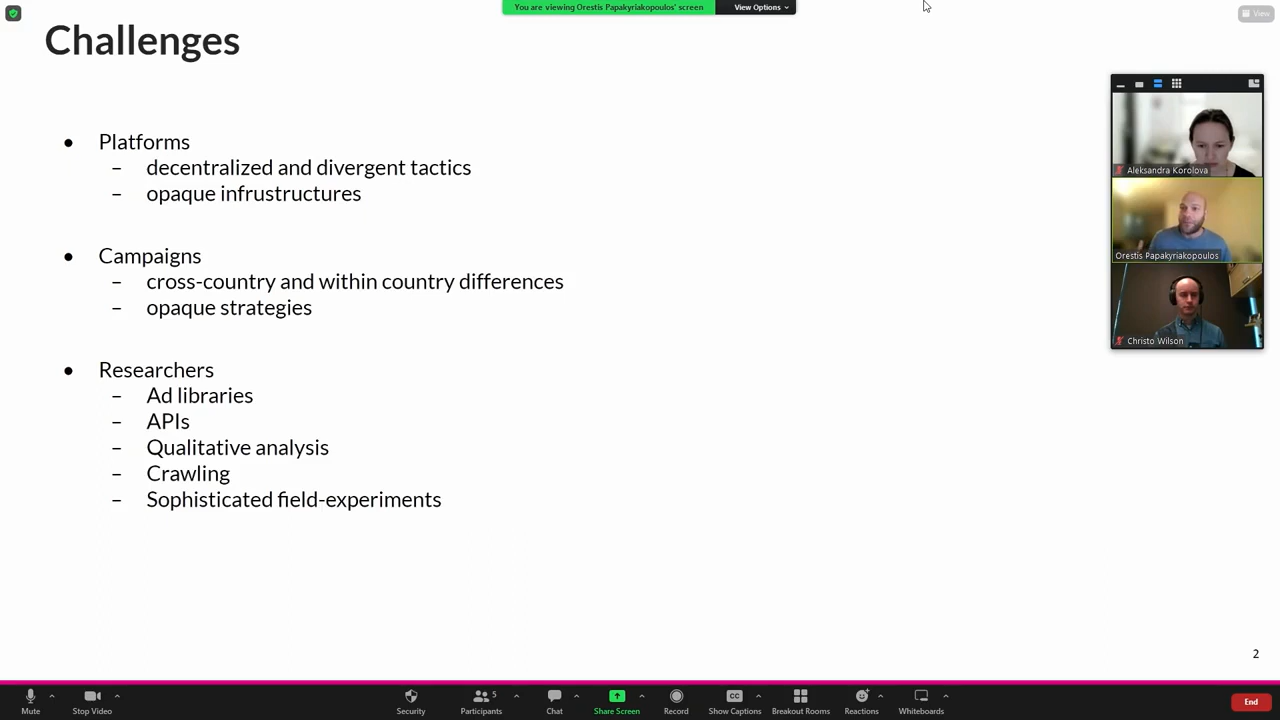 You are viewing Orestis Papakyriakopoulos' screen
View Options
View
Challenges
● Platforms
– decentralized and divergent tactics
– opaque infrustructures
● Campaigns
– cross-country and within country differences
– opaque strategies
● Researchers
– Ad libraries
– APIs
– Qualitative analysis
– Crawling
– Sophisticated field-experiments
Aleksandra Korolova
Orestis Papakyriakopoulos
Christo Wilson
2
Mute
Stop Video
Security
Participants
5
Chat
Share Screen
Record
CC
Show Captions
Breakout Rooms
Reactions
Whiteboards
End